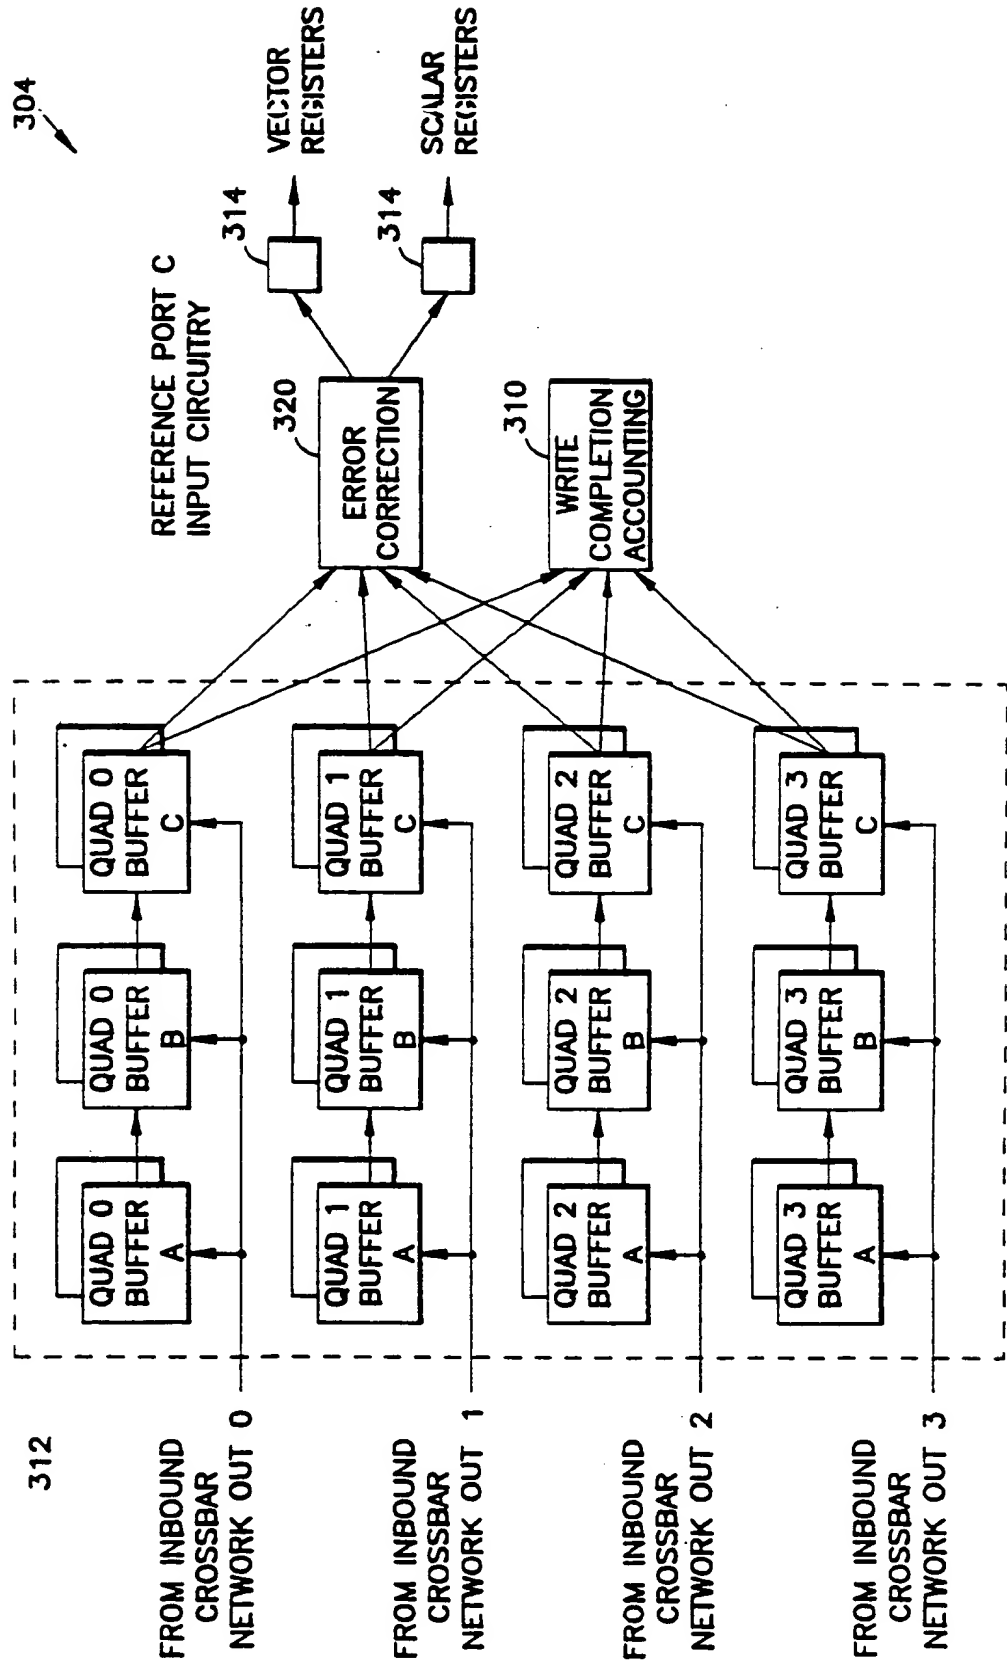 304
REFERENCE PORT C
INPUT CIRCUITRY
312
FROM INBOUND
CROSSBAR
NETWORK OUT 0
QUAD 0
BUFFER
A
QUAD 0
BUFFER
B
QUAD 0
BUFFER
C
FROM INBOUND
CROSSBAR
NETWORK OUT 1
QUAD 1
BUFFER
A
QUAD 1
BUFFER
B
QUAD 1
BUFFER
C
FROM INBOUND
CROSSBAR
NETWORK OUT 2
QUAD 2
BUFFER
A
QUAD 2
BUFFER
B
QUAD 2
BUFFER
C
FROM INBOUND
CROSSBAR
NETWORK OUT 3
QUAD 3
BUFFER
A
QUAD 3
BUFFER
B
QUAD 3
BUFFER
C
320
ERROR
CORRECTION
310
WRITE
COMPLETION
ACCOUNTING
314
VECTOR
REGISTERS
314
SCALAR
REGISTERS